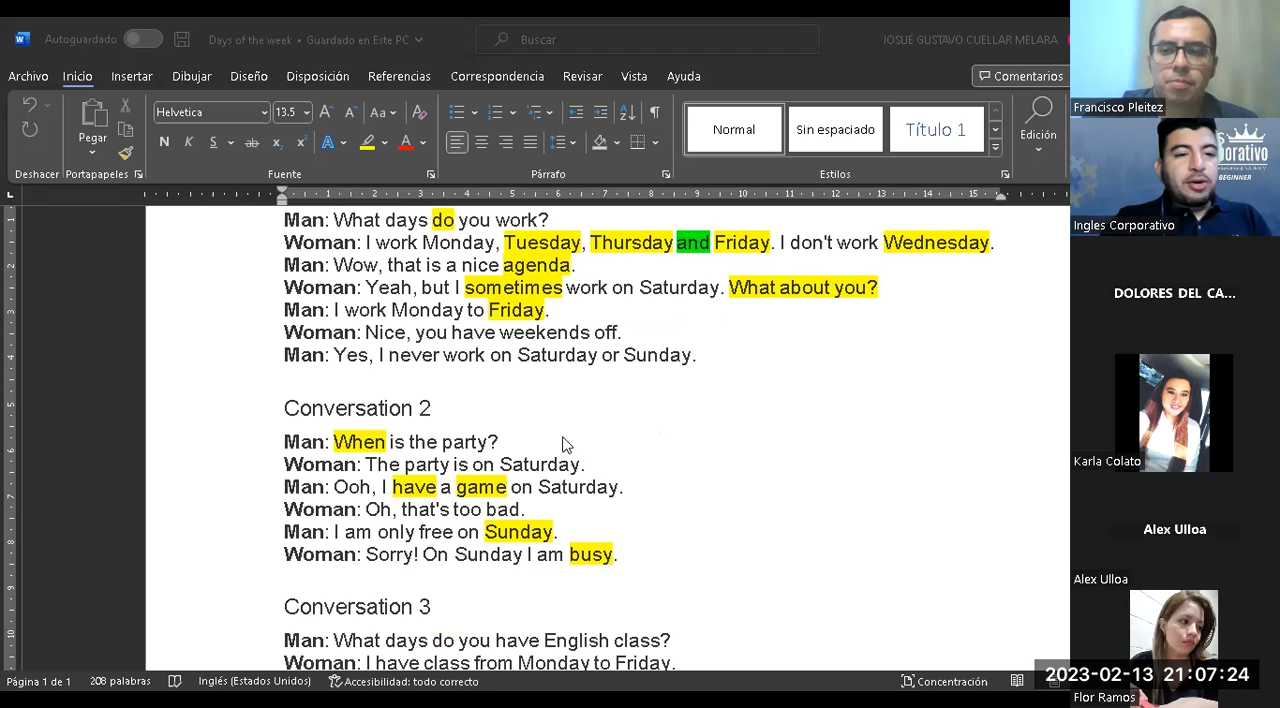 Autoguardado
Days of the week • Guardado en Este PC
Buscar
JOSUE GUSTAVO CUELLAR MELARA
Archivo Inicio Insertar Dibujar Diseño Disposición Referencias Correspondencia Revisar Vista Ayuda
Comentarios
Pegar
Helvetica 13.5
Normal
Sin espaciado
Título 1
Edición
Deshacer Portapapeles Fuente Párrafo Estilos
Man: What days do you work?
Woman: I work Monday, Tuesday, Thursday and Friday. I don't work Wednesday.
Man: Wow, that is a nice agenda.
Woman: Yeah, but I sometimes work on Saturday. What about you?
Man: I work Monday to Friday.
Woman: Nice, you have weekends off.
Man: Yes, I never work on Saturday or Sunday.
Conversation 2
Man: When is the party?
Woman: The party is on Saturday.
Man: Ooh, I have a game on Saturday.
Woman: Oh, that's too bad.
Man: I am only free on Sunday.
Woman: Sorry! On Sunday I am busy.
Conversation 3
Man: What days do you have English class?
Woman: I have class from Monday to Friday.
Página 1 de 1 208 palabras Inglés (Estados Unidos) Accesibilidad: todo correcto Concentración
Francisco Pleitez
BEGINNER
Ingles Corporativo
DOLORES DEL CA...
Karla Colato
Alex Ulloa
Alex Ulloa
2023-02-13 21:07:24
Flor Ramos